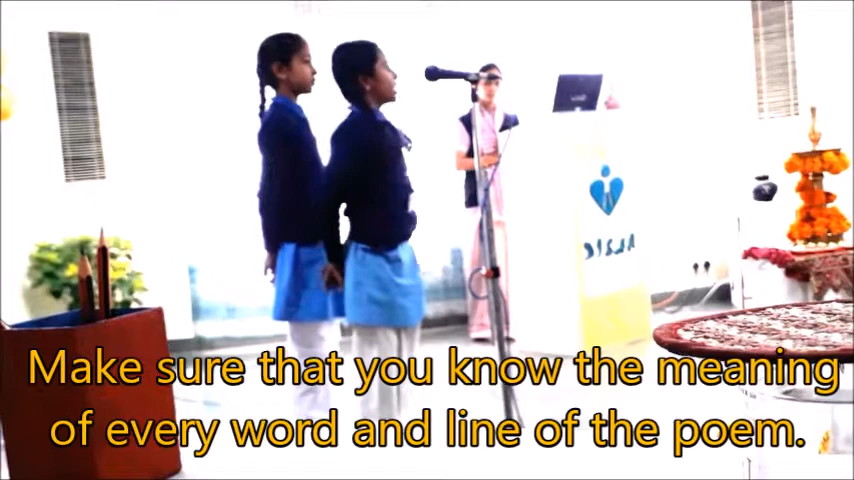 Make sure that you know the meaning
of every word and line of the poem.